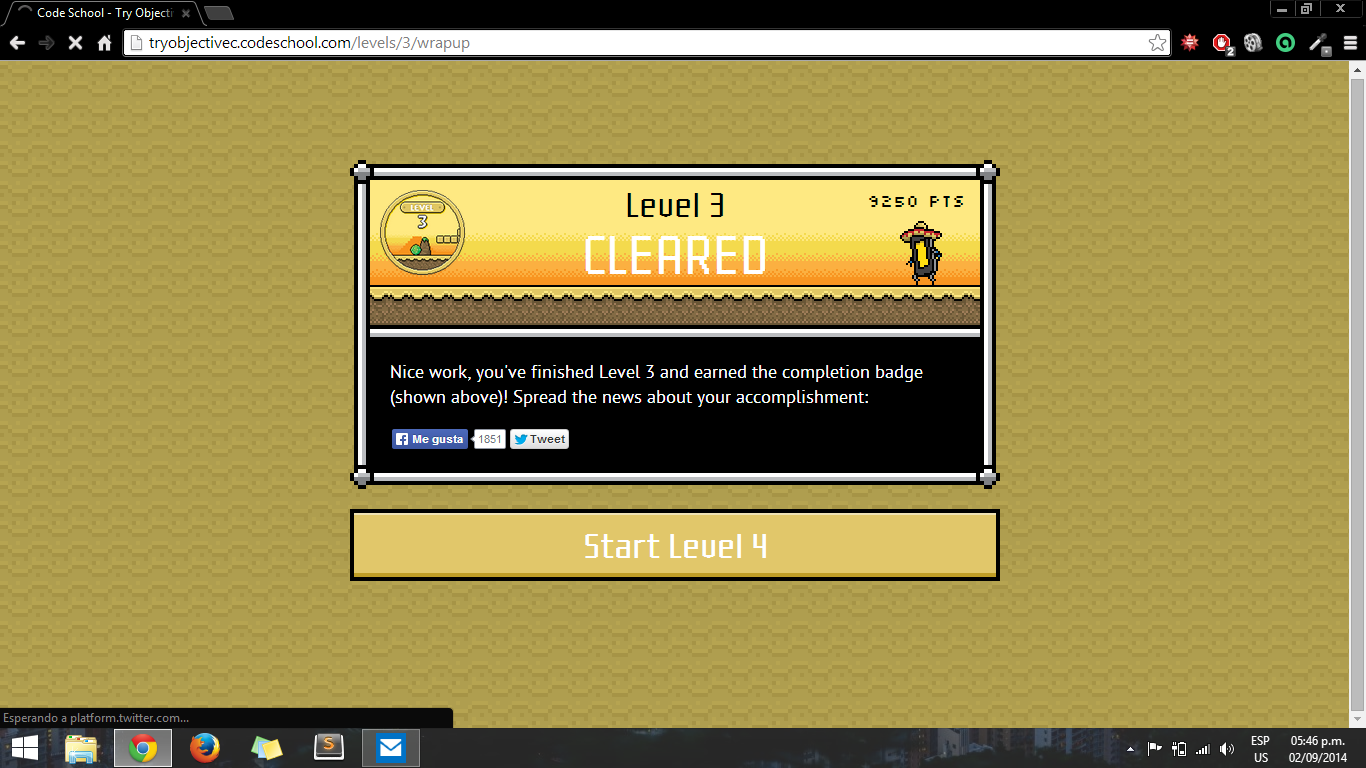 Code School - Try Objecti
tryobjectivec.codeschool.com/levels/3/wrapup
2
LEVEL
3
Level 3
9250 PTS
CLEARED
Nice work, you've finished Level 3 and earned the completion badge
(shown above)! Spread the news about your accomplishment:
Me gusta 1851 Tweet
Start Level 4
Esperando a platform.twitter.com...
S
ESP 05:46 p.m.
US 02/09/2014